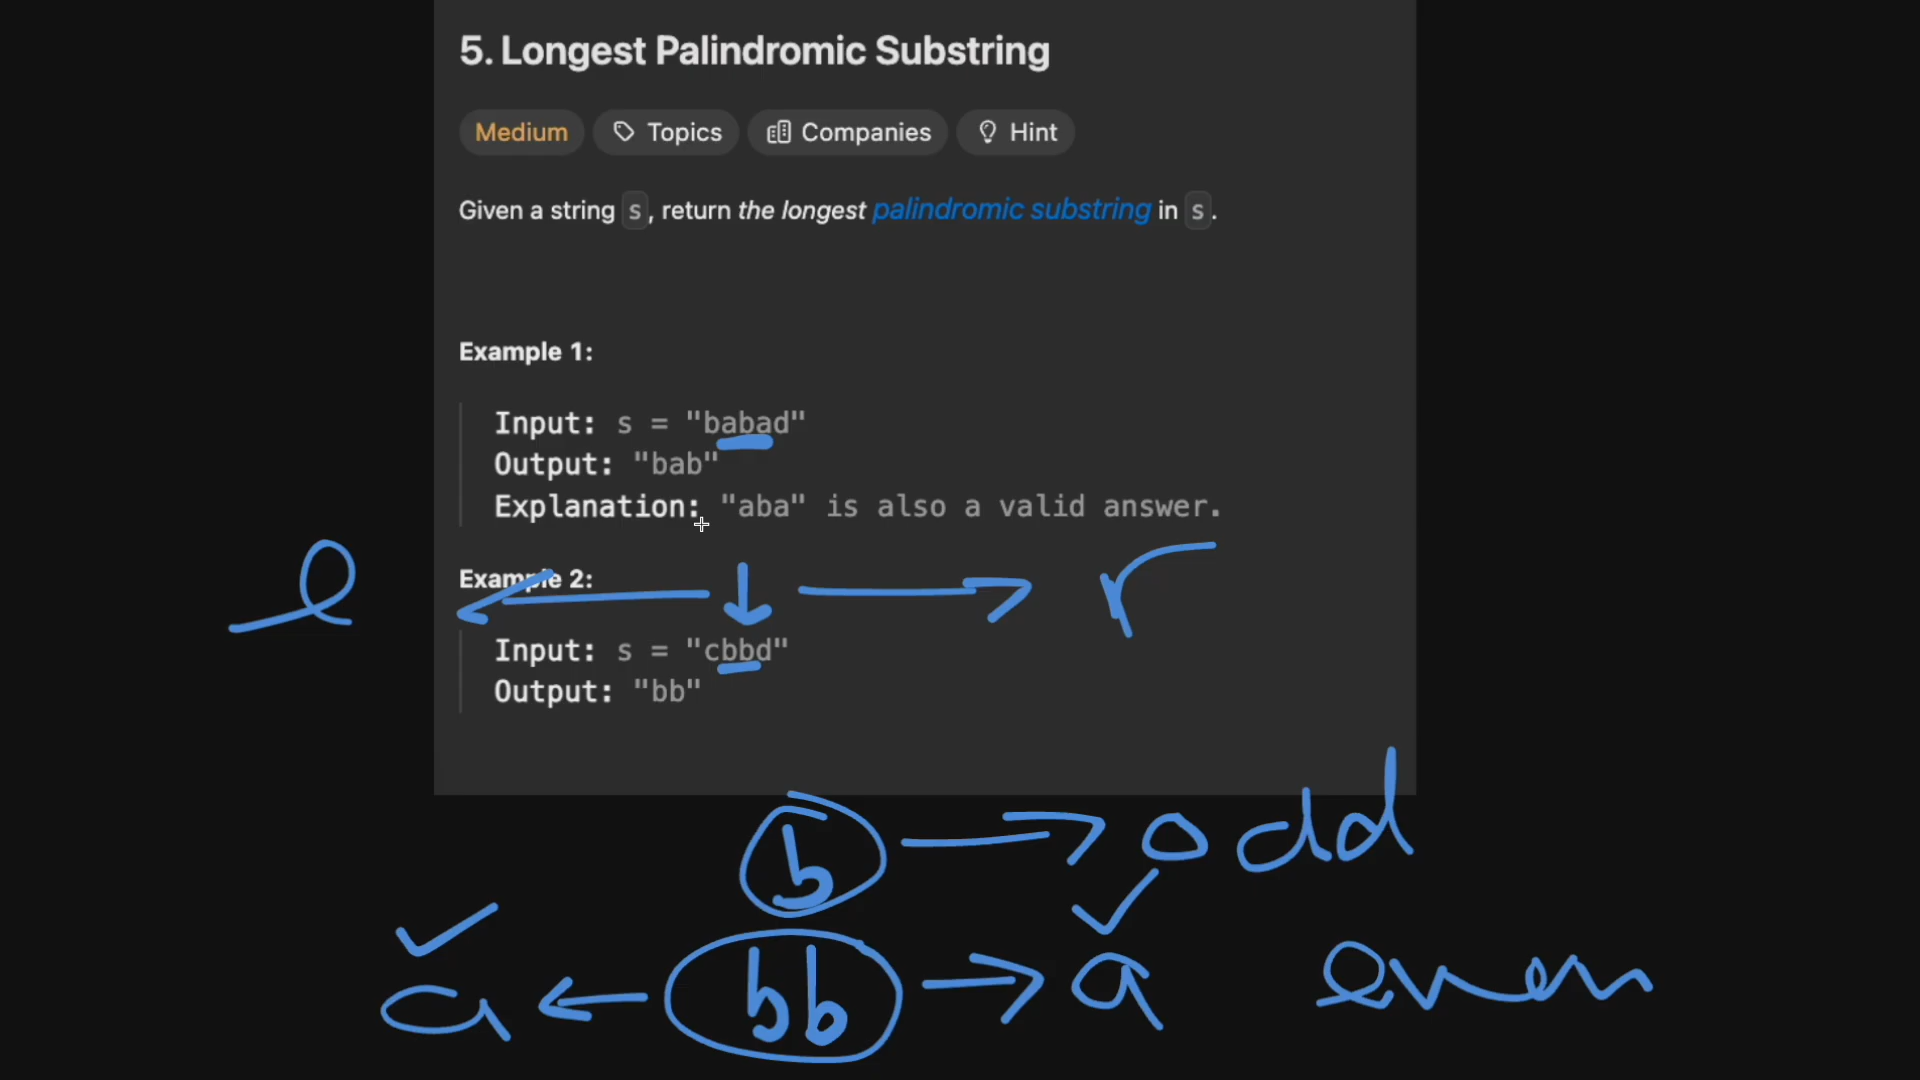 5. Longest Palindromic Substring
Medium Topics Companies Hint
Given a string s, return the longest palindromic substring in s.
Example 1:
Input: s = "babad"
Output: "bab"
Explanation: "aba" is also a valid answer.
l r
Example 2:
Input: s = "cbbd"
Output: "bb"
b odd
a bb a even